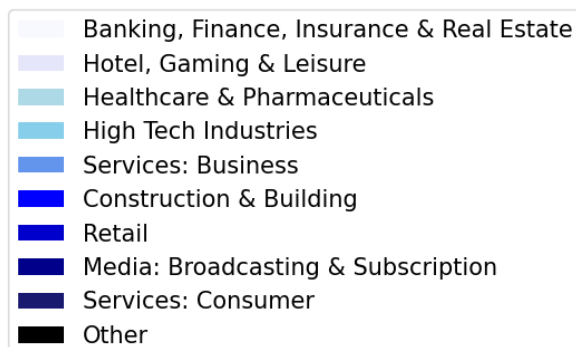 Banking, Finance, Insurance & Real Estate
Hotel, Gaming & Leisure
Healthcare & Pharmaceuticals
High Tech Industries
Services: Business
Construction & Building
Retail
Media: Broadcasting & Subscription
Services: Consumer
Other